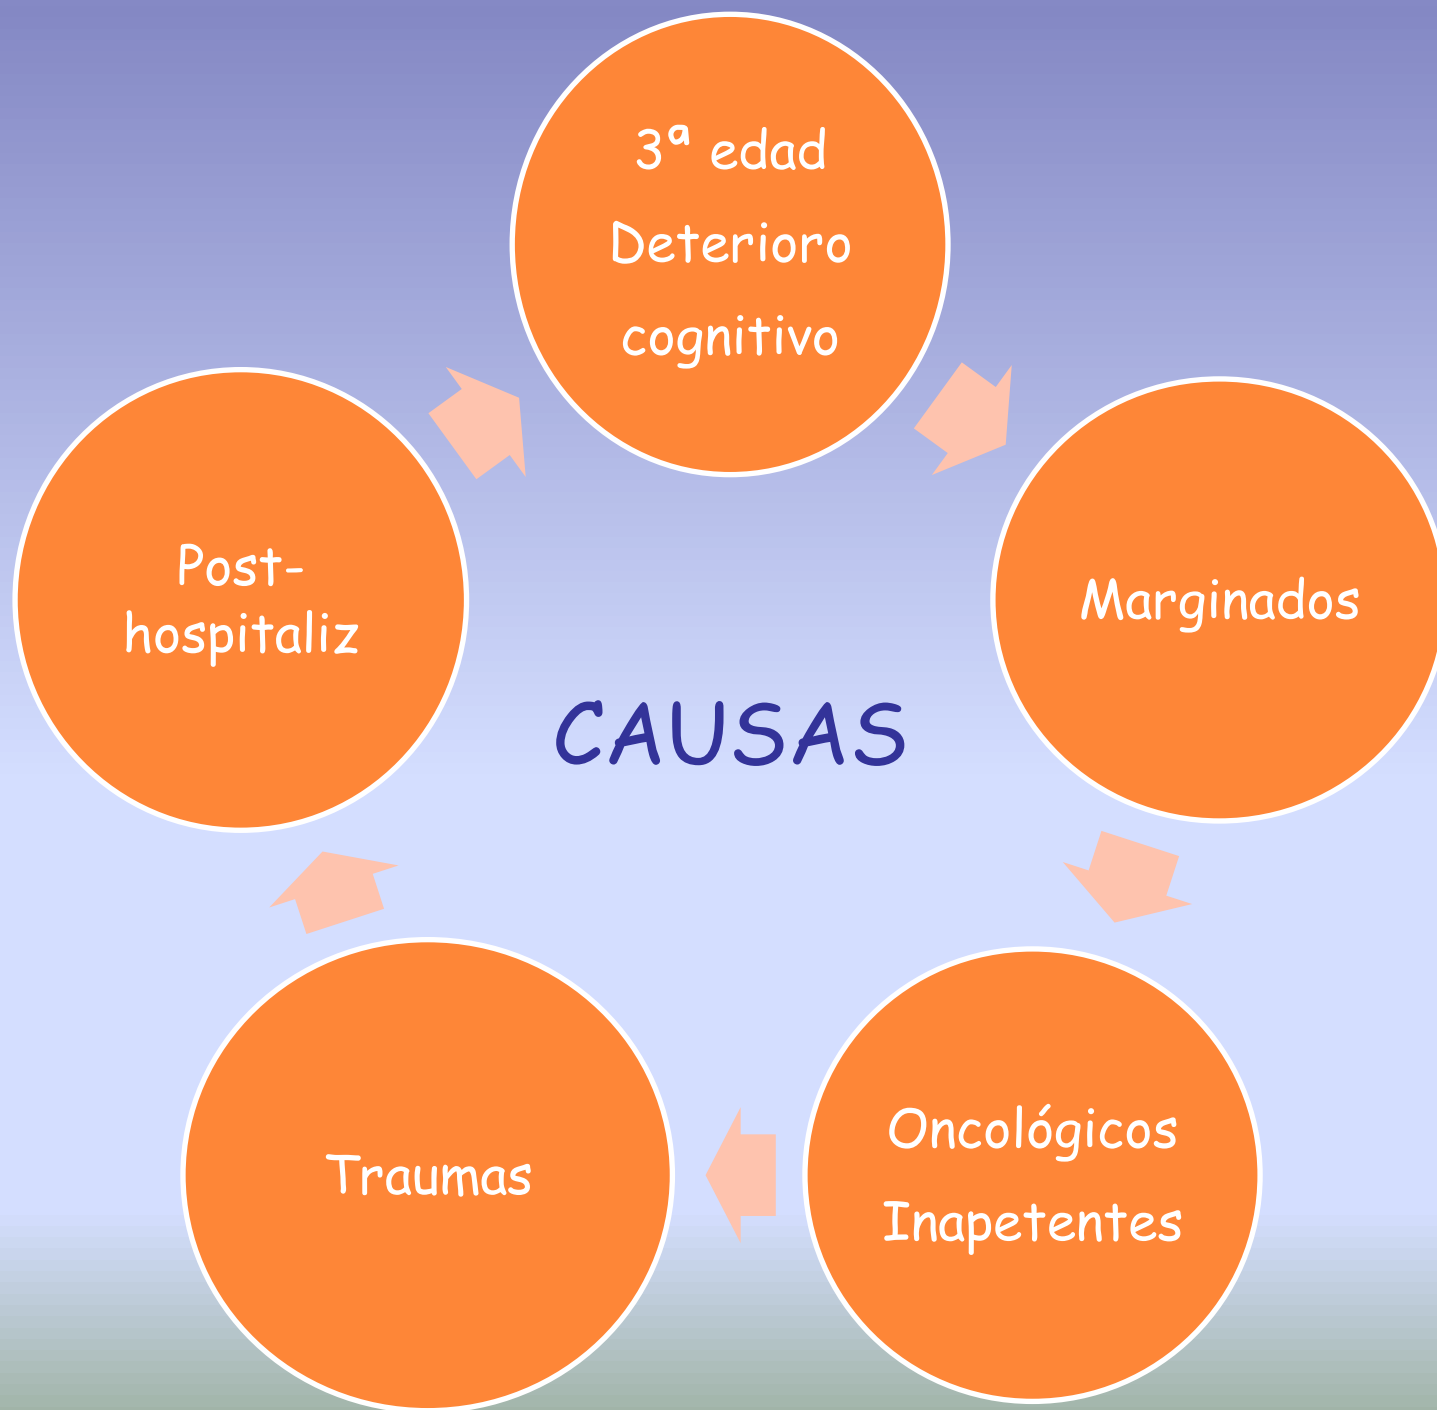 3ª edad
Deterioro
cognitivo
Marginados
Oncológicos
Inapetentes
Traumas
Post-
hospitaliz
CAUSAS